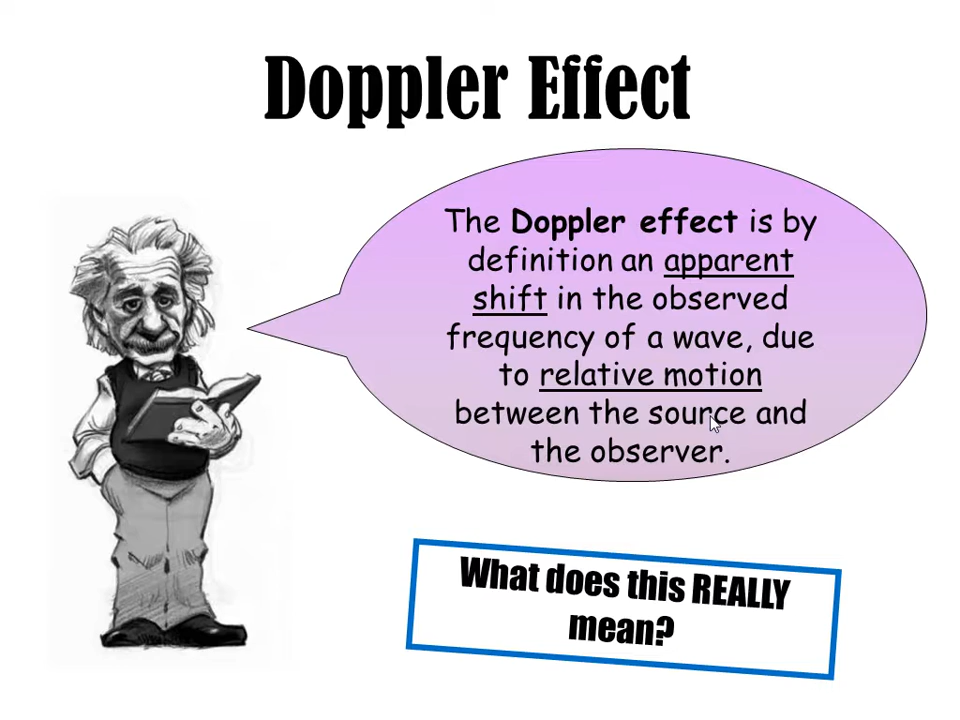 Doppler Effect
The Doppler effect is by
definition an apparent
shift in the observed
frequency of a wave, due
to relative motion
between the source and
the observer.
What does this REALLY
mean?